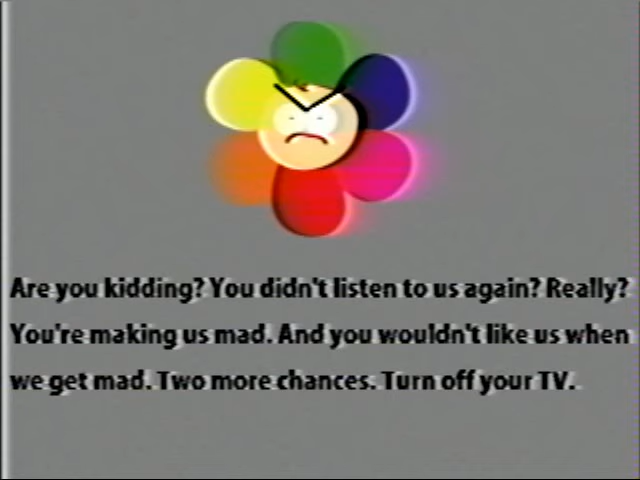 Are you kidding? You didn't listen to us again? Really?
You're making us mad. And you wouldn't like us when
we get mad. Two more chances. Turn off your TV.